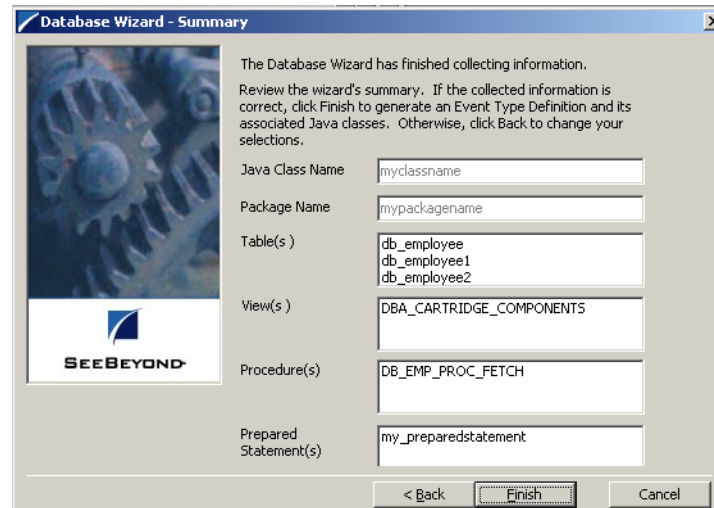 Database Wizard - Summary
The Database Wizard has finished collecting information.
Review the wizard's summary. If the collected information is
correct, click Finish to generate an Event Type Definition and its
associated Java classes. Otherwise, click Back to change your
selections.
Java Class Name
myclassname
Package Name
mypackagename
Table(s )
db_employee
db_employee1
db_employee2
View(s )
DBA_CARTRIDGE_COMPONENTS
SEEBEYOND
Procedure(s)
DB_EMP_PROC_FETCH
Prepared
Statement(s)
my_preparedstatement
< Back
Finish
Cancel